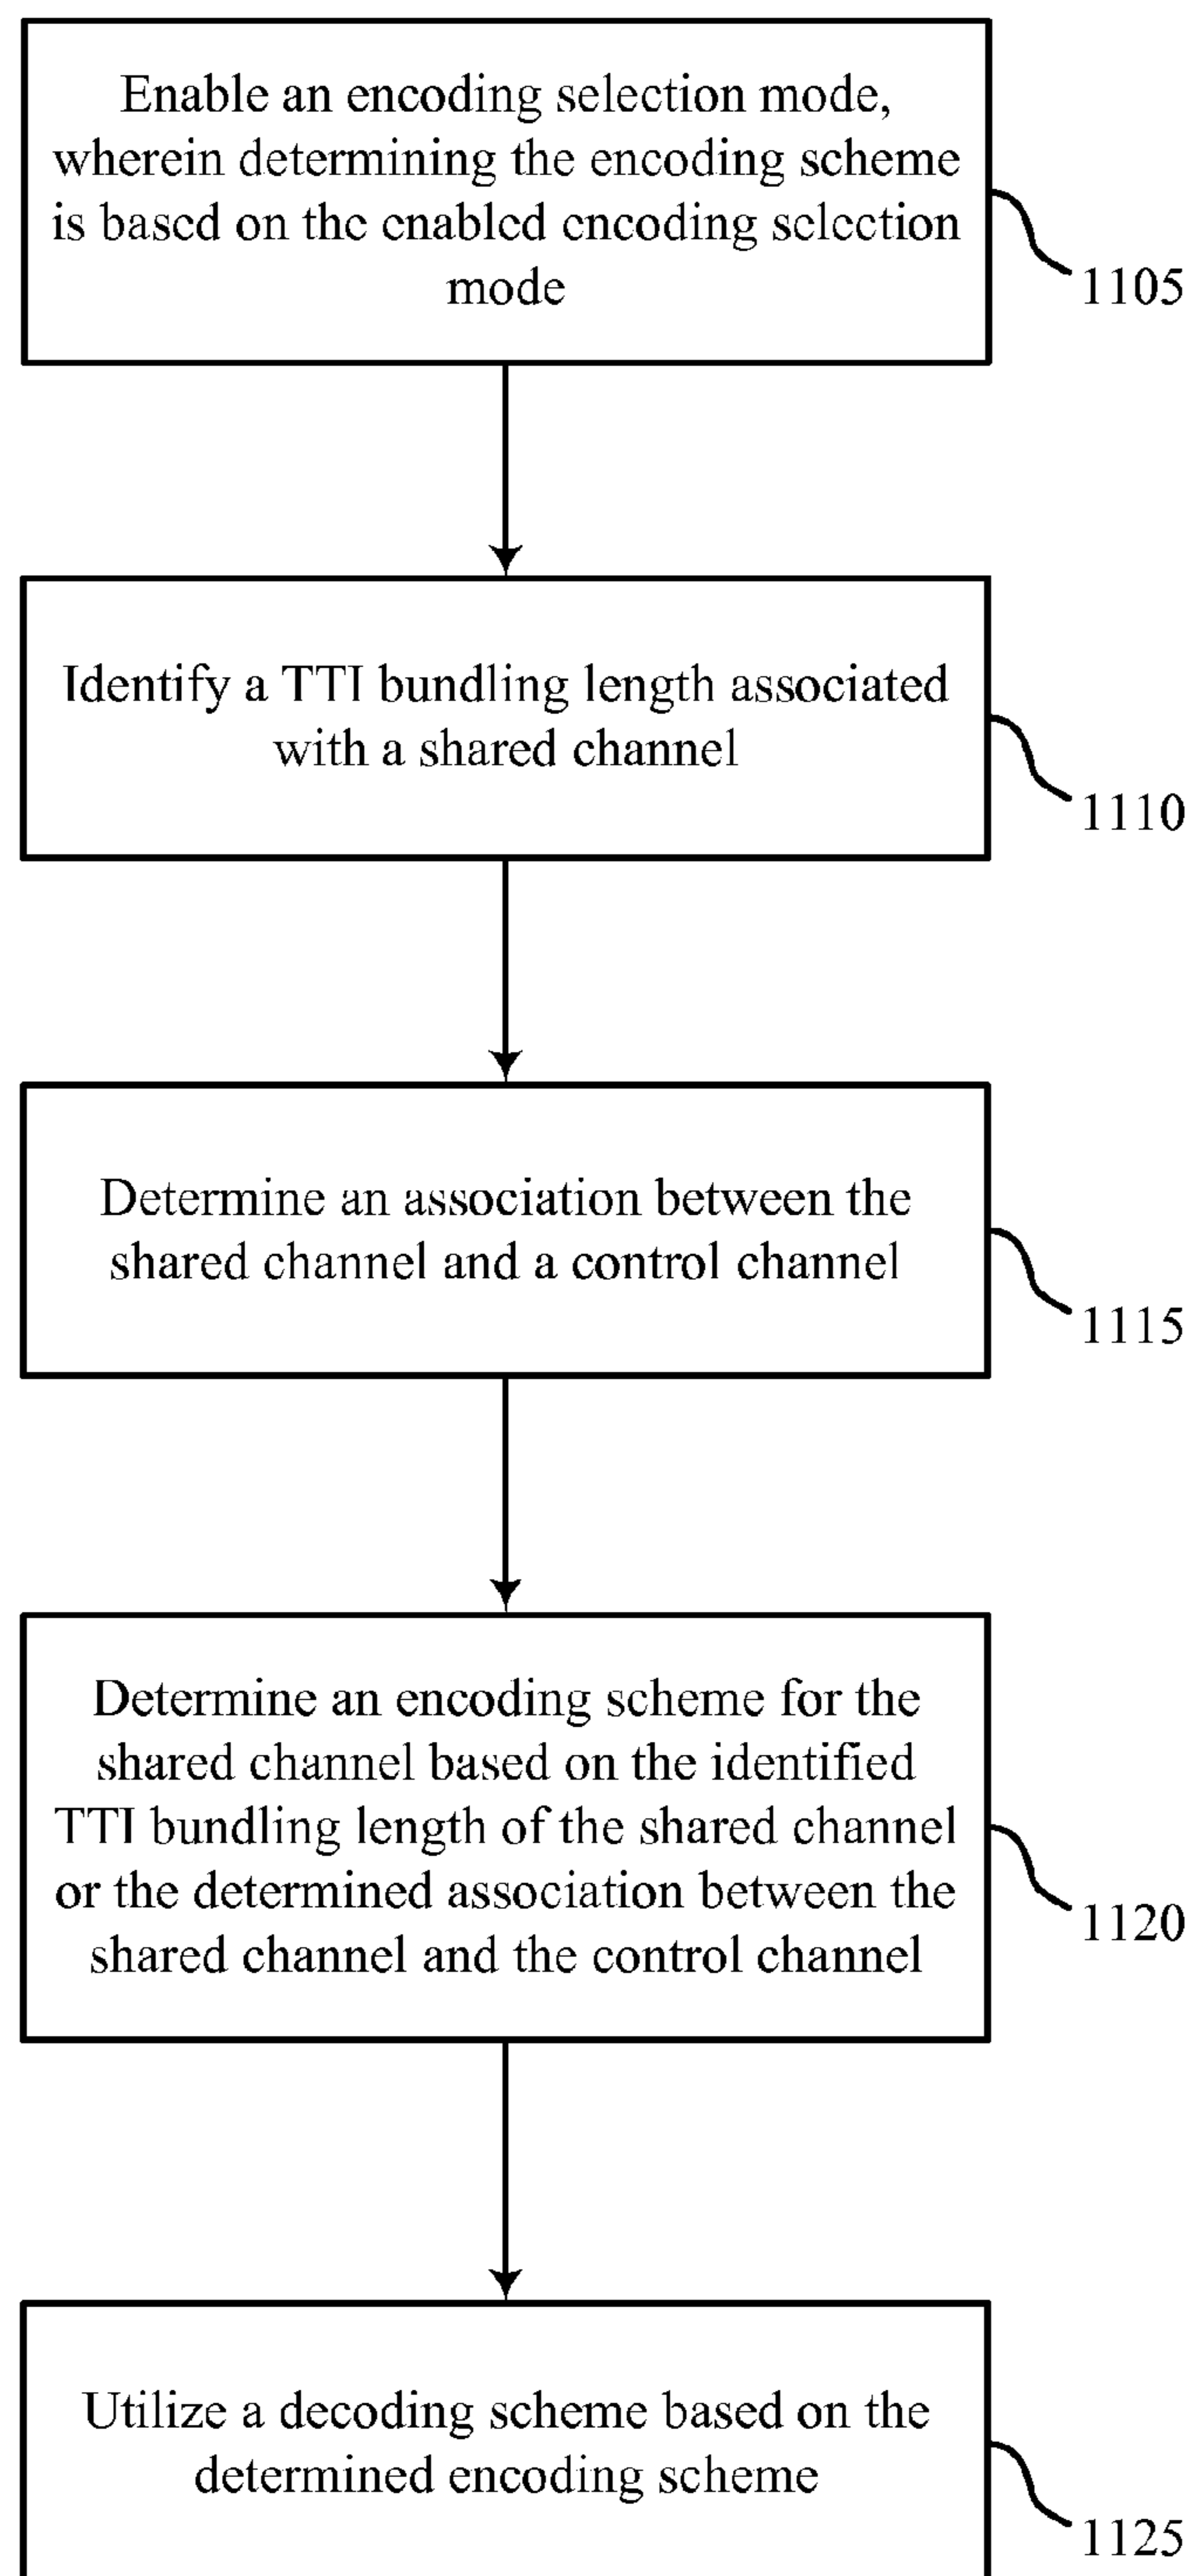 Enable an encoding selection mode,
wherein determining the encoding scheme
is based on the enabled encoding selection
mode
1105
Identify a TTI bundling length associated
with a shared channel
1110
Determine an association between the
shared channel and a control channel
1115
Determine an encoding scheme for the
shared channel based on the identified
TTI bundling length of the shared channel
or the determined association between the
shared channel and the control channel
1120
Utilize a decoding scheme based on the
determined encoding scheme
1125